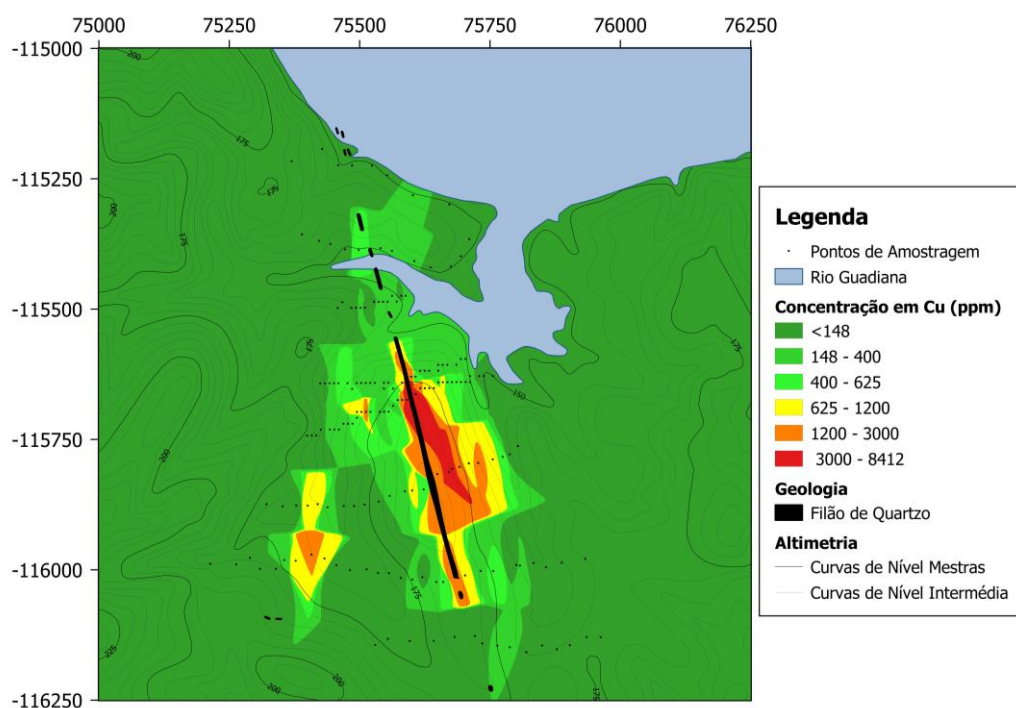 75000 75250 75500 75750 76000 76250
-115000
-115250
-115500
-115750
-116000
-116250
200
175
175
200
175
175
175
150
200
175
225
200
175
Legenda
Pontos de Amostragem
Rio Guadiana
Concentração em Cu (ppm)
<148
148 - 400
400 - 625
625 - 1200
1200 - 3000
3000 - 8412
Geologia
Filão de Quartzo
Altimetria
Curvas de Nível Mestras
Curvas de Nível Intermédia